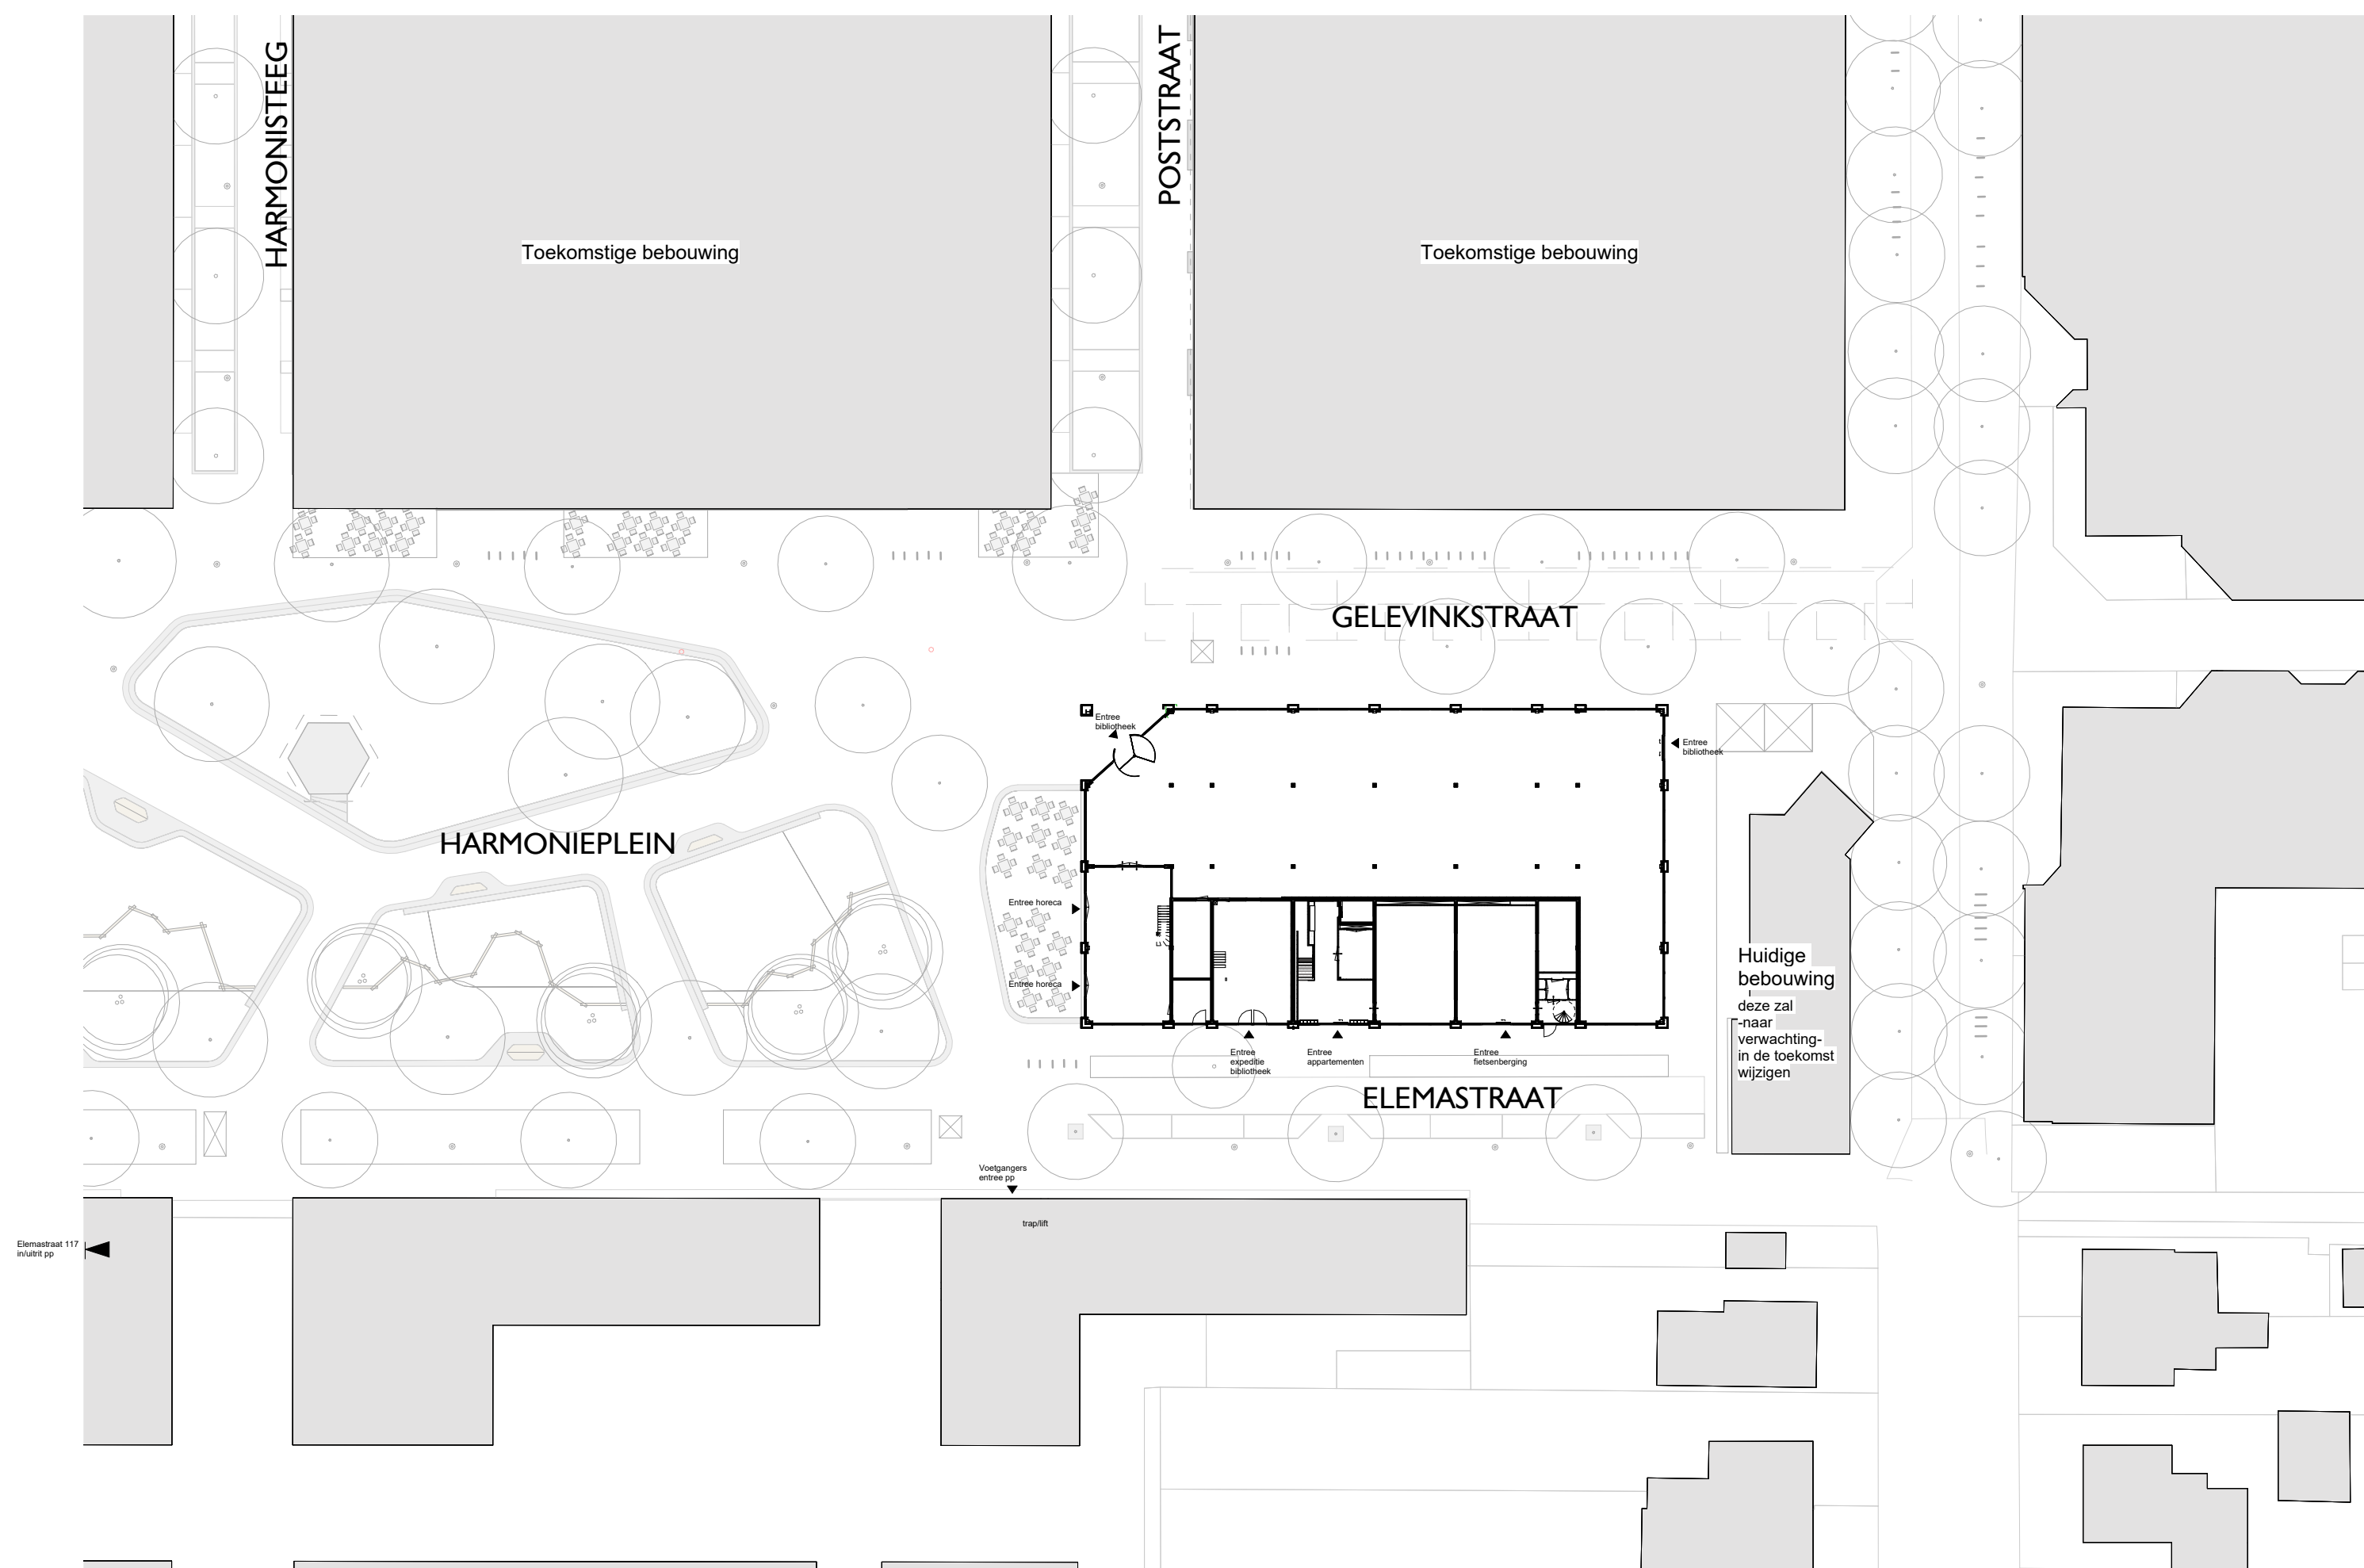 HARMONISTEEG
POSTSTRAAT
Toekomstige bebouwing
Toekomstige bebouwing
GELEVINKSTRAAT
Entree
bibliotheek
Entree
bibliotheek
HARMONIEPLEIN
Entree horeca
Entree horeca
Huidige
bebouwing
deze zal
-naar
verwachting-
in de toekomst
wijzigen
Entree
expeditie
bibliotheek
Entree
appartementen
Entree
fietsenberging
ELEMASTRAAT
Voetgangers
entree pp
trap/lift
Elemastraat 117
in/uitrit pp